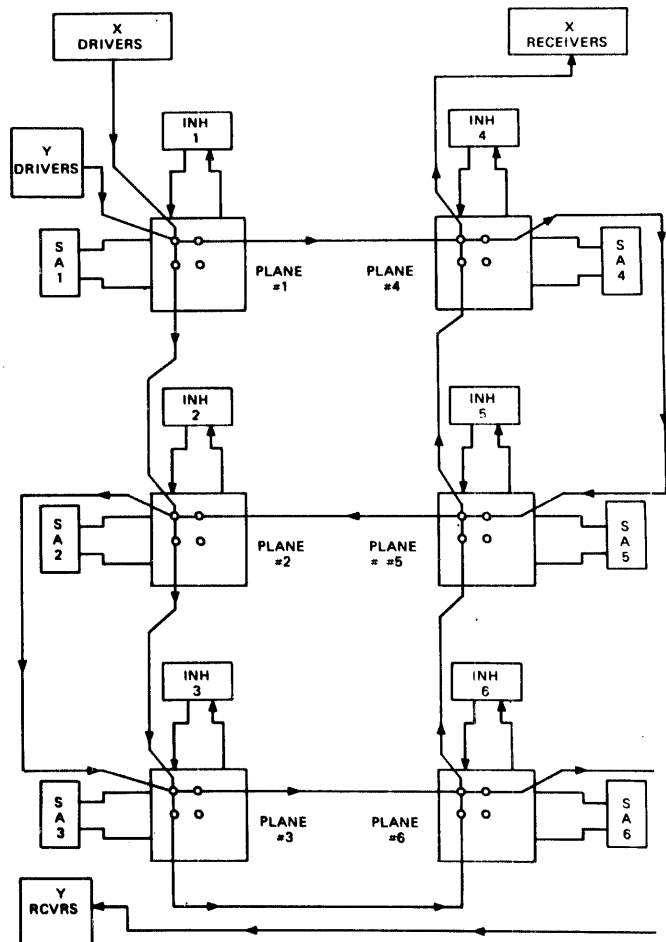 X
DRIVERS
X
RECEIVERS
INH
1
INH
4
Y
DRIVERS
S
A
1
PLANE
#1
PLANE
#4
S
A
4
INH
2
INH
5
S
A
2
PLANE
#2
PLANE
# #5
S
A
5
INH
3
INH
6
S
A
3
PLANE
#3
PLANE
#6
S
A
6
Y
RCVRS